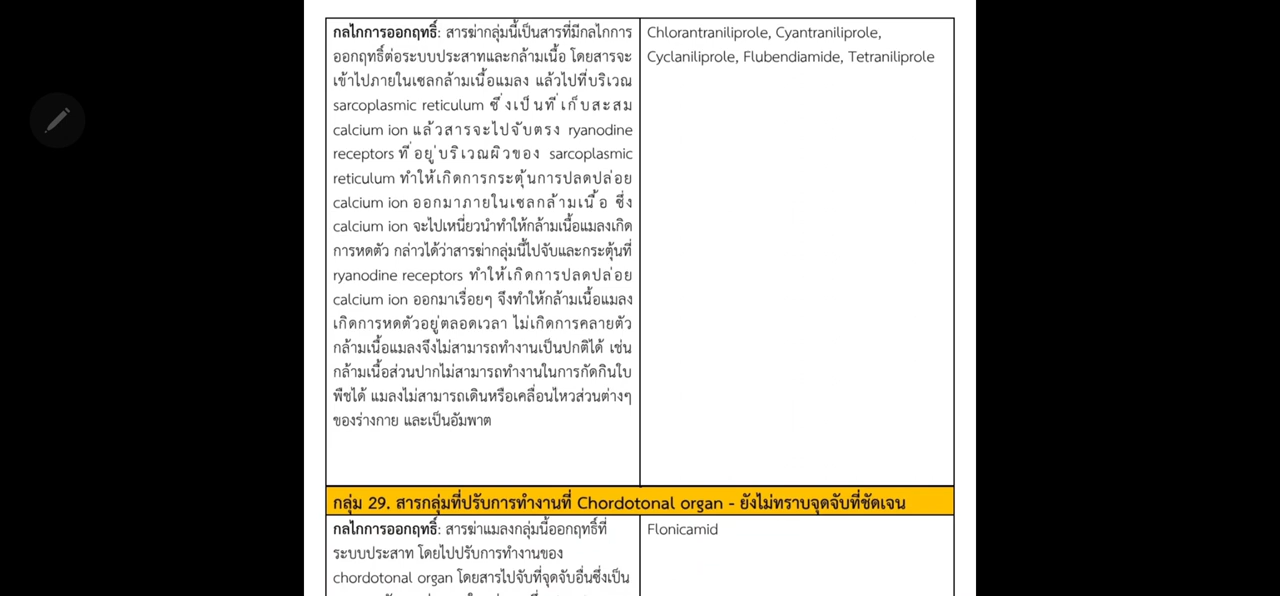 กลไกการออกฤทธิ์: สารฆ่ากลุ่มนี้เป็นสารที่มีกลไกการ
ออกฤทธิ์ต่อระบบประสาทและกล้ามเนื้อ โดยสารจะ
เข้าไปภายในเซลกล้ามเนื้อแมลง แล้วไปที่บริเวณ
sarcoplasmic reticulum ซึ่งเป็นที่เก็บสะสม
calcium ion แล้วสารจะไปจับตรง ryanodine
receptors ที่อยู่บริเวณผิวของ sarcoplasmic
reticulum ทำให้เกิดการกระตุ้นการปลดปล่อย
calcium ion ออกมาภายในเซลกล้ามเนื้อ ซึ่ง
calcium ion จะไปเหนี่ยวนำทำให้กล้ามเนื้อแมลงเกิด
การหดตัว กล่าวได้ว่าสารฆ่ากลุ่มนี้ไปจับและกระตุ้นที่
ryanodine receptors ทำให้เกิดการปลดปล่อย
calcium ion ออกมาเรื่อยๆ จึงทำให้กล้ามเนื้อแมลง
เกิดการหดตัวอยู่ตลอดเวลา ไม่เกิดการคลายตัว
กล้ามเนื้อแมลงจึงไม่สามารถทำงานเป็นปกติได้ เช่น
กล้ามเนื้อส่วนปากไม่สามารถทำงานในการกัดกินใบ
พืชได้ แมลงไม่สามารถเดินหรือเคลื่อนไหวส่วนต่างๆ
ของร่างกาย และเป็นอัมพาต
Chlorantraniliprole, Cyantraniliprole,
Cyclaniliprole, Flubendiamide, Tetraniliprole
กลุ่ม 29. สารกลุ่มที่ปรับการทำงานที่ Chordotonal organ - ยังไม่ทราบจุดจับที่ชัดเจน
กลไกการออกฤทธิ์: สารฆ่าแมลงกลุ่มนี้ออกฤทธิ์ที่
ระบบประสาท โดยไปปรับการทำงานของ
chordotonal organ โดยสารไปจับที่จุดจับอื่นซึ่งเป็น
Flonicamid